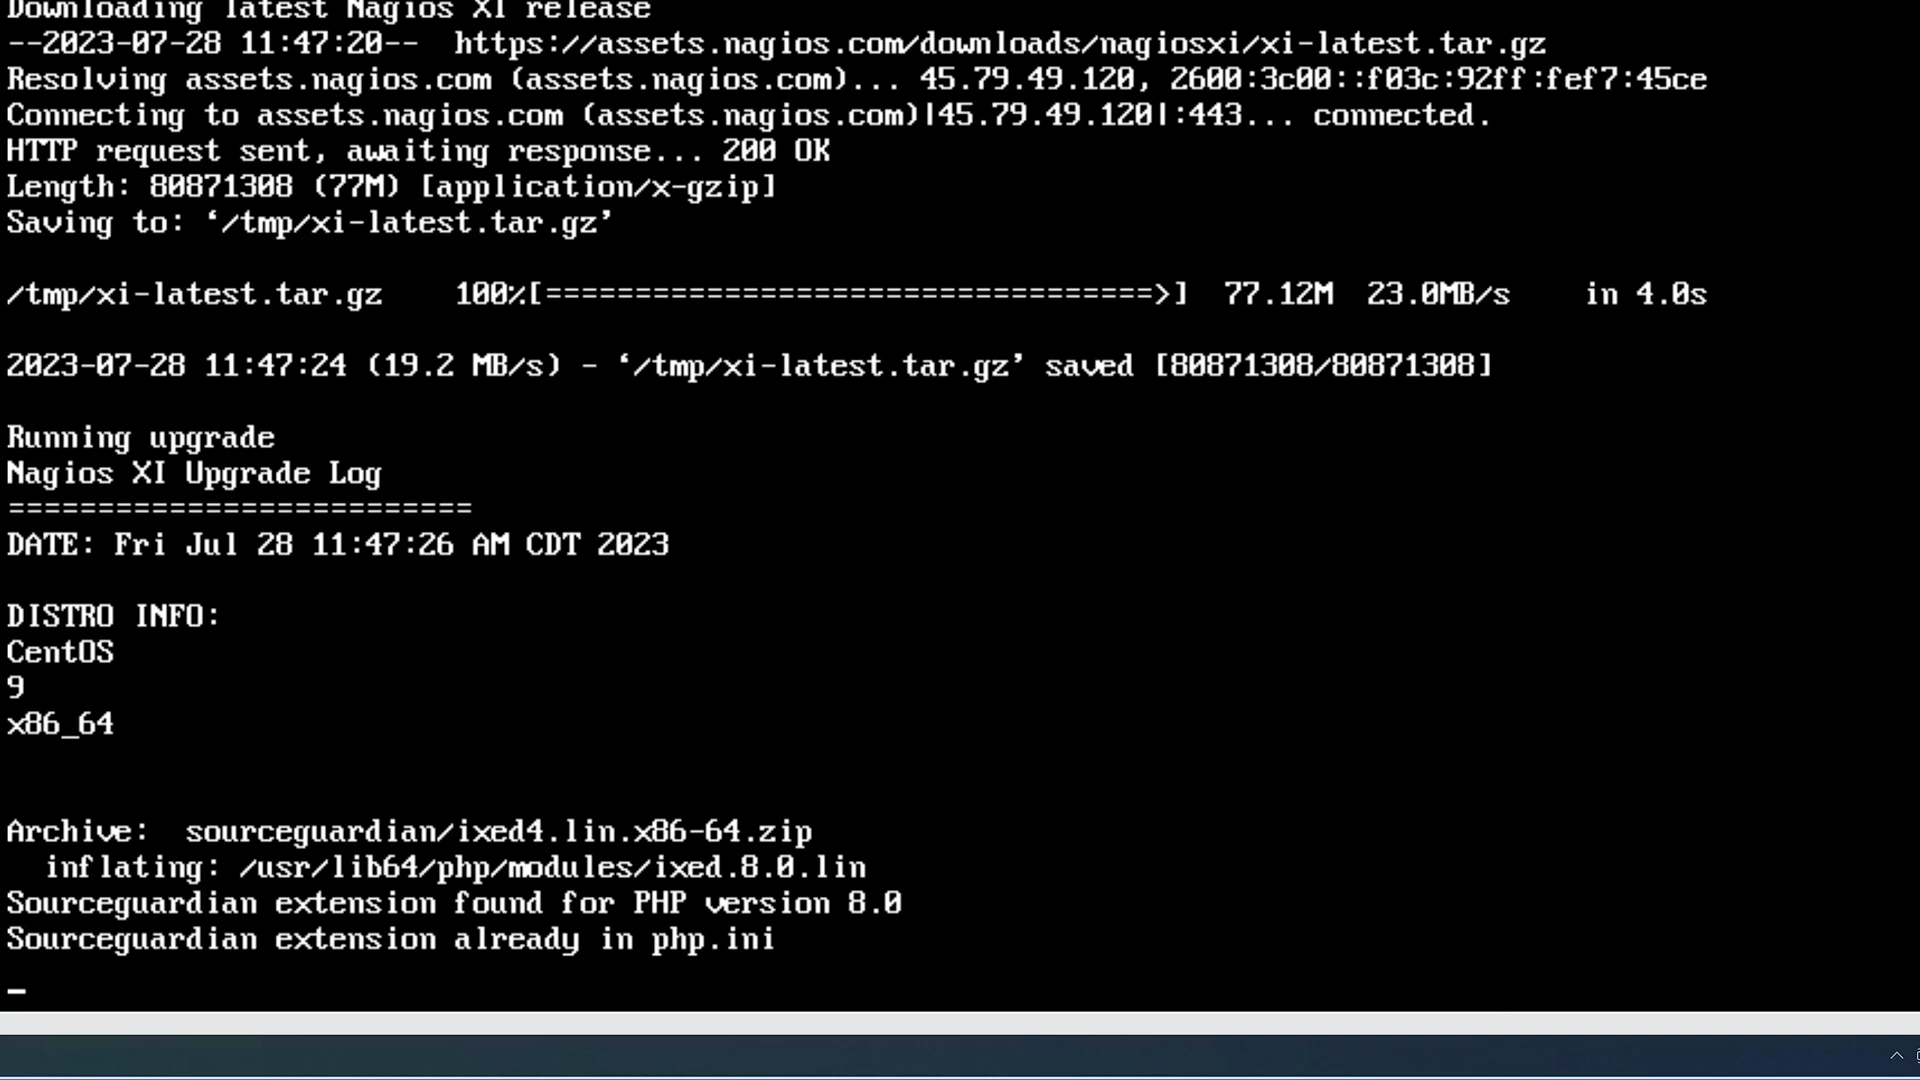 Downloading latest Nagios XI release
--2023-07-28 11:47:20--  https://assets.nagios.com/downloads/nagiosxi/xi-latest.tar.gz
Resolving assets.nagios.com (assets.nagios.com)... 45.79.49.120, 2600:3c00::f03c:92ff:fef7:45ce
Connecting to assets.nagios.com (assets.nagios.com)|45.79.49.120|:443... connected.
HTTP request sent, awaiting response... 200 OK
Length: 80871308 (77M) [application/x-gzip]
Saving to: ‘/tmp/xi-latest.tar.gz’
/tmp/xi-latest.tar.gz    100%[==================================>]  77.12M  23.0MB/s    in 4.0s
2023-07-28 11:47:24 (19.2 MB/s) - ‘/tmp/xi-latest.tar.gz’ saved [80871308/80871308]
Running upgrade
Nagios XI Upgrade Log
==========================
DATE: Fri Jul 28 11:47:26 AM CDT 2023
DISTRO INFO:
CentOS
9
x86_64
Archive:  sourceguardian/ixed4.lin.x86-64.zip
  inflating: /usr/lib64/php/modules/ixed.8.0.lin
Sourceguardian extension found for PHP version 8.0
Sourceguardian extension already in php.ini